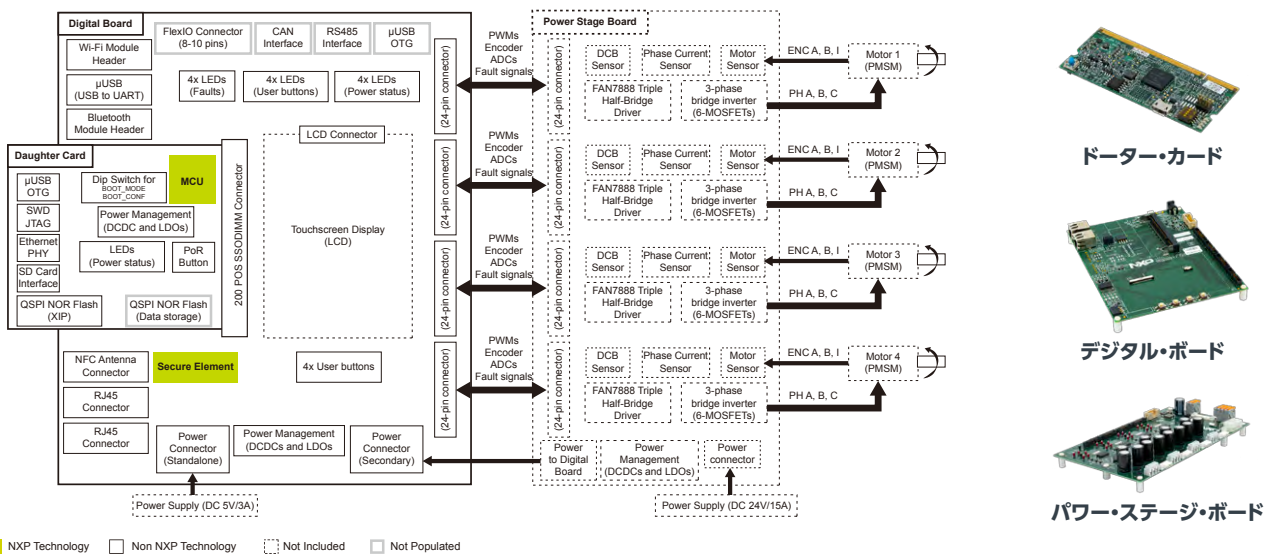 Digital Board
FlexIO Connector
(8-10 pins)
CAN
Interface
RS485
Interface
µUSB
OTG
Wi-Fi Module
Header
µUSB
(USB to UART)
Bluetooth
Module Header
4x LEDs
(Faults)
4x LEDs
(User buttons)
4x LEDs
(Power status)
LCD Connector
Touchscreen Display
(LCD)
Daughter Card
µUSB
OTG
SWD
JTAG
Ethernet
PHY
SD Card
Interface
Dip Switch for
BOOT_MODE
BOOT_CONF
MCU
Power Management
(DCDC and LDOs)
LEDs
(Power status)
PoR
Button
QSPI NOR Flash
(XIP)
QSPI NOR Flash
(Data storage)
200 POS SSODIMM Connector
NFC Antenna
Connector
Secure Element
4x User buttons
RJ45
Connector
RJ45
Connector
Power
Connector
(Standalone)
Power Management
(DCDCs and LDOs
Power
Connector
(Secondary)
Power Supply (DC 5V/3A)
(24-pin connector)
(24-pin connector)
(24-pin connector)
(24-pin connector)
PWMs
Encoder
ADCs
Fault signals
PWMs
Encoder
ADCs
Fault signals
PWMs
Encoder
ADCs
Fault signals
PWMs
Encoder
ADCs
Fault signals
Power Stage Board
(24-pin connector)
DCB
Sensor
Phase Current
Sensor
Motor
Sensor
FAN7888 Triple
Half-Bridge
Driver
3-phase
bridge inverter
(6-MOSFETs)
ENC A, B, I
PH A, B, C
Motor 1
(PMSM)
(24-pin connector)
DCB
Sensor
Phase Current
Sensor
Motor
Sensor
FAN7888 Triple
Half-Bridge
Driver
3-phase
bridge inverter
(6-MOSFETs)
ENC A, B, I
PH A, B, C
Motor 2
(PMSM)
(24-pin connector)
DCB
Sensor
Phase Current
Sensor
Motor
Sensor
FAN7888 Triple
Half-Bridge
Driver
3-phase
bridge inverter
(6-MOSFETs)
ENC A, B, I
PH A, B, C
Motor 3
(PMSM)
(24-pin connector)
DCB
Sensor
Phase Current
Sensor
Motor
Sensor
FAN7888 Triple
Half-Bridge
Driver
3-phase
bridge inverter
(6-MOSFETs)
ENC A, B, I
PH A, B, C
Motor 4
(PMSM)
Power
to Digital
Board
Power
Management
(DCDCs and LDOs)
Power
connector
Power Supply (DC 24V/15A)
NXP Technology
Non NXP Technology
Not Included
Not Populated
ドーター・カード
NXP
デジタル・ボード
パワー・ステージ・ボード